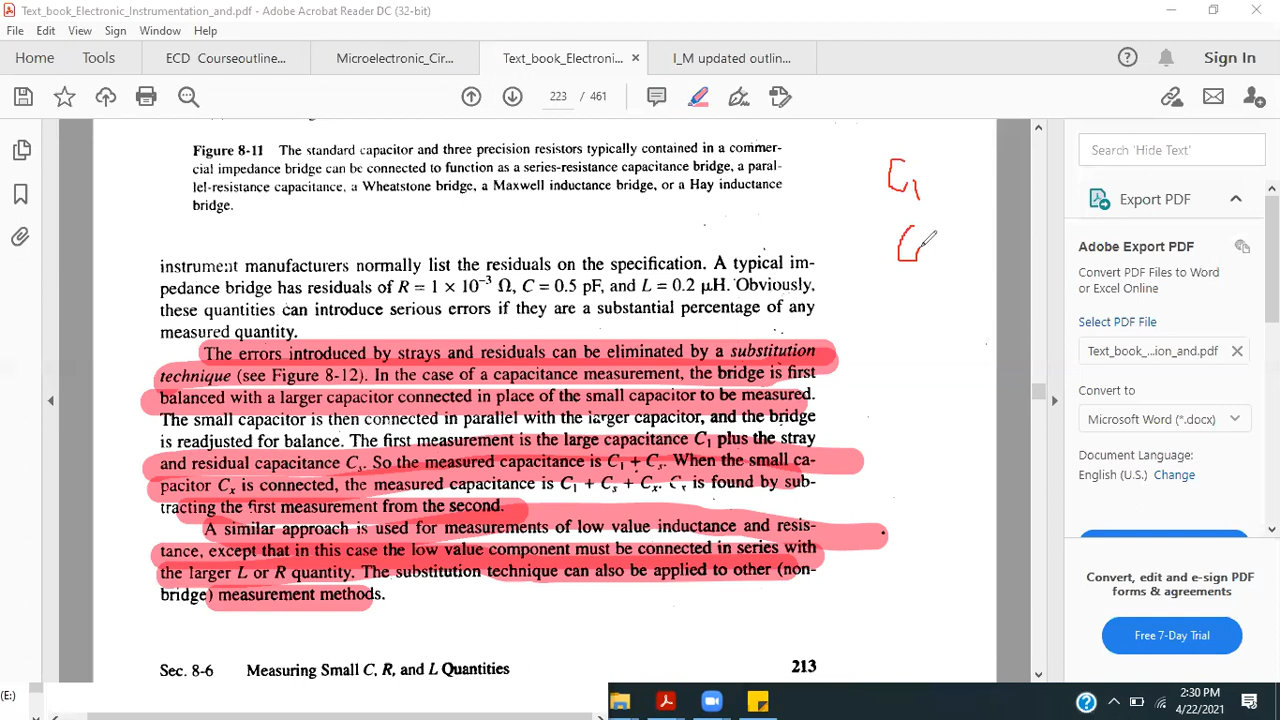 Text_book_Electronic_Instrumentation_and.pdf - Adobe Acrobat Reader DC (32-bit)
File Edit View Sign Window Help
Home Tools ECD Courseoutline... Microelectronic_Cir... Text_book_Electroni... × I_M updated outlin... Sign In
223 / 461
Figure 8-11 The standard capacitor and three precision resistors typically contained in a commer-
cial impedance bridge can be connected to function as a series-resistance capacitance bridge, a paral-
lel-resistance capacitance, a Wheatstone bridge, a Maxwell inductance bridge, or a Hay inductance
bridge.
C1
instrument manufacturers normally list the residuals on the specification. A typical im-
pedance bridge has residuals of R = 1 × 10⁻³ Ω, C = 0.5 pF, and L = 0.2 μH. Obviously,
these quantities can introduce serious errors if they are a substantial percentage of any
measured quantity.
The errors introduced by strays and residuals can be eliminated by a substitution
technique (see Figure 8-12). In the case of a capacitance measurement, the bridge is first
balanced with a larger capacitor connected in place of the small capacitor to be measured.
The small capacitor is then connected in parallel with the larger capacitor, and the bridge
is readjusted for balance. The first measurement is the large capacitance C₁ plus the stray
and residual capacitance Cₛ. So the measured capacitance is C₁ + Cₛ. When the small ca-
pacitor Cₓ is connected, the measured capacitance is C₁ + Cₛ + Cₓ. Cₓ is found by sub-
tracting the first measurement from the second.
A similar approach is used for measurements of low value inductance and resis-
tance, except that in this case the low value component must be connected in series with
the larger L or R quantity. The substitution technique can also be applied to other (non-
bridge) measurement methods.
Sec. 8-6 Measuring Small C, R, and L Quantities 213
Search 'Hide Text'
Export PDF
Adobe Export PDF
Convert PDF Files to Word
or Excel Online
Select PDF File
Text_book_...ion_and.pdf ×
Convert to
Microsoft Word (*.docx)
Document Language:
English (U.S.) Change
Convert, edit and e-sign PDF
forms & agreements
Free 7-Day Trial
(E:)
2:30 PM
4/22/2021